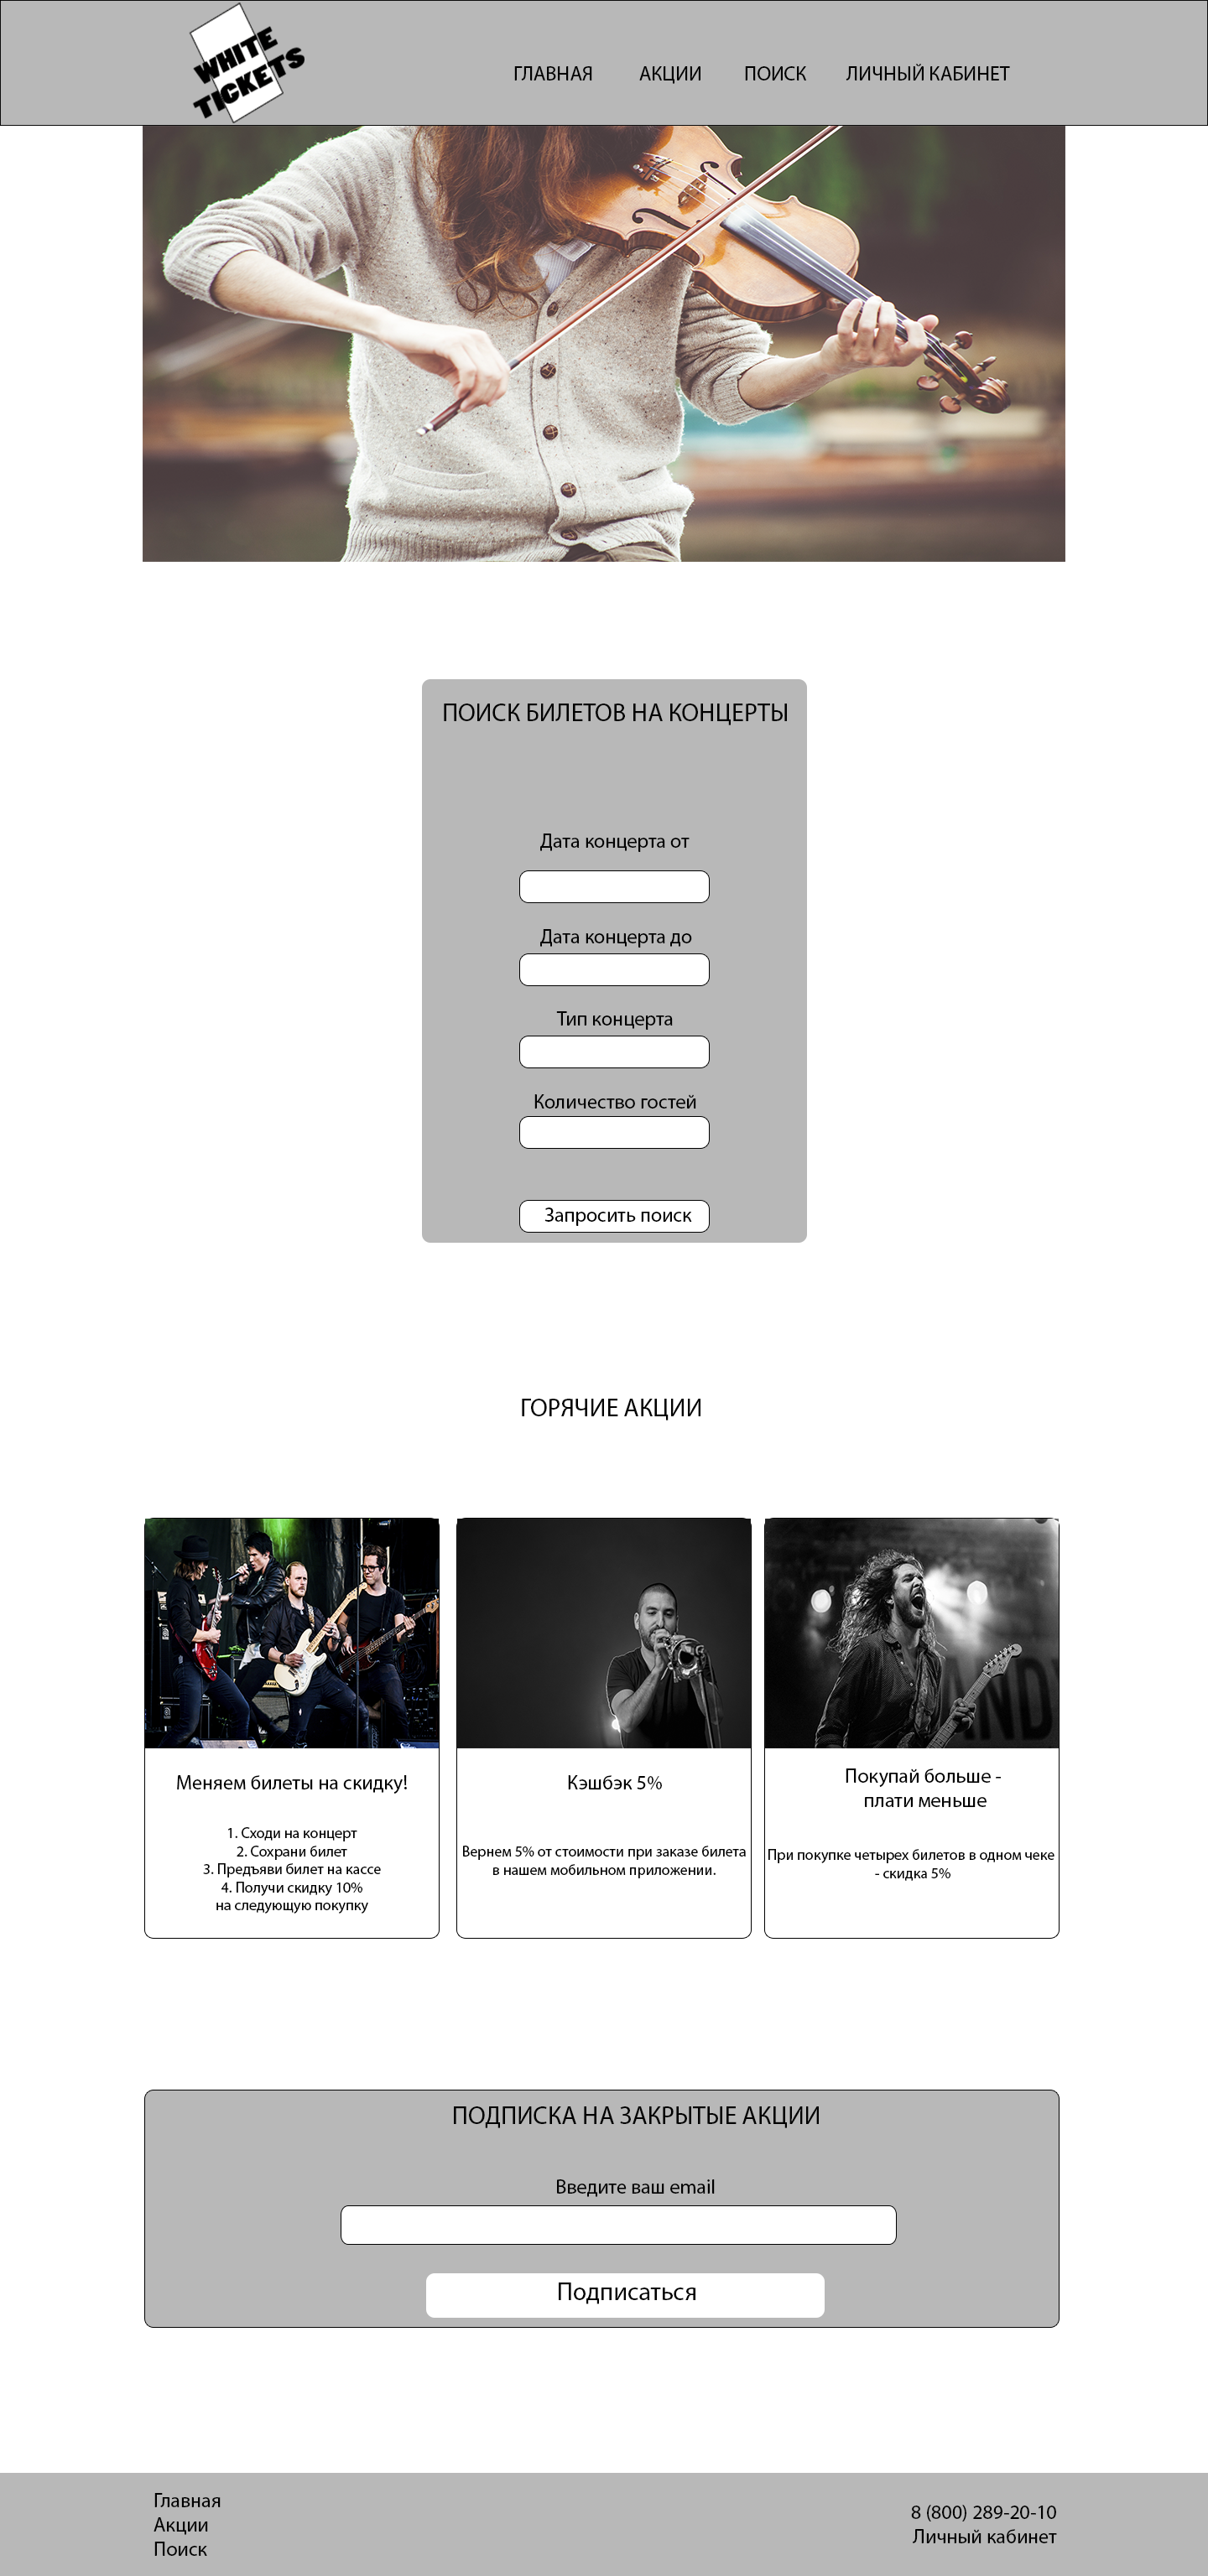 WHITE
TICKETS
ГЛАВНАЯ АКЦИИ ПОИСК ЛИЧНЫЙ КАБИНЕТ
ПОИСК БИЛЕТОВ НА КОНЦЕРТЫ
Дата концерта от
Дата концерта до
Тип концерта
Количество гостей
Запросить поиск
ГОРЯЧИЕ АКЦИИ
Меняем билеты на скидку!
1. Сходи на концерт
2. Сохрани билет
3. Предъяви билет на кассе
4. Получи скидку 10%
на следующую покупку
Кэшбэк 5%
Вернем 5% от стоимости при заказе билета
в нашем мобильном приложении.
Покупай больше -
плати меньше
При покупке четырех билетов в одном чеке
- скидка 5%
ПОДПИСКА НА ЗАКРЫТЫЕ АКЦИИ
Введите ваш email
Подписаться
Главная
Акции
Поиск
8 (800) 289-20-10
Личный кабинет